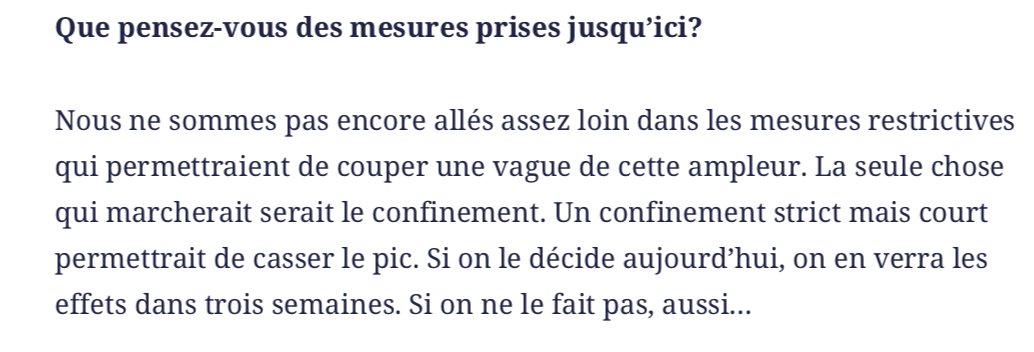 Que pensez-vous des mesures prises jusqu’ici?
Nous ne sommes pas encore allés assez loin dans les mesures restrictives
qui permettraient de couper une vague de cette ampleur. La seule chose
qui marcherait serait le confinement. Un confinement strict mais court
permettrait de casser le pic. Si on le décide aujourd’hui, on en verra les
effets dans trois semaines. Si on ne le fait pas, aussi…